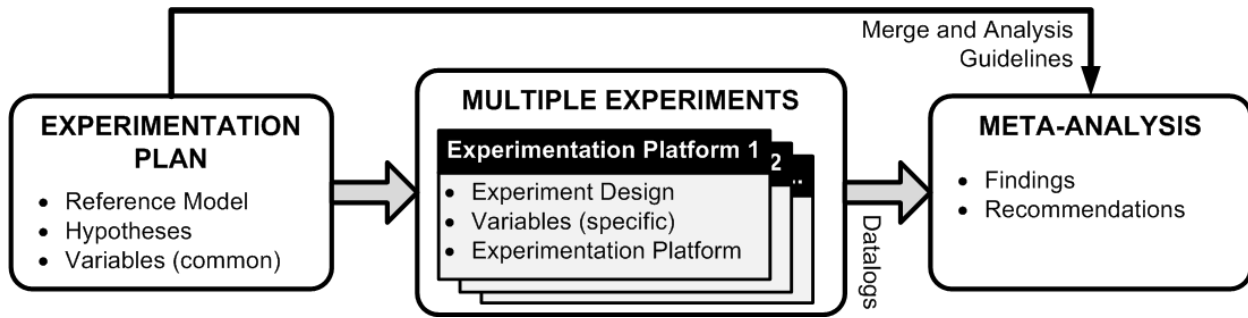 Merge and Analysis
Guidelines
EXPERIMENTATION
PLAN
• Reference Model
• Hypotheses
• Variables (common)
MULTIPLE EXPERIMENTS
Experimentation Platform 1
2
..
• Experiment Design
• Variables (specific)
• Experimentation Platform
Datalogs
META-ANALYSIS
• Findings
• Recommendations